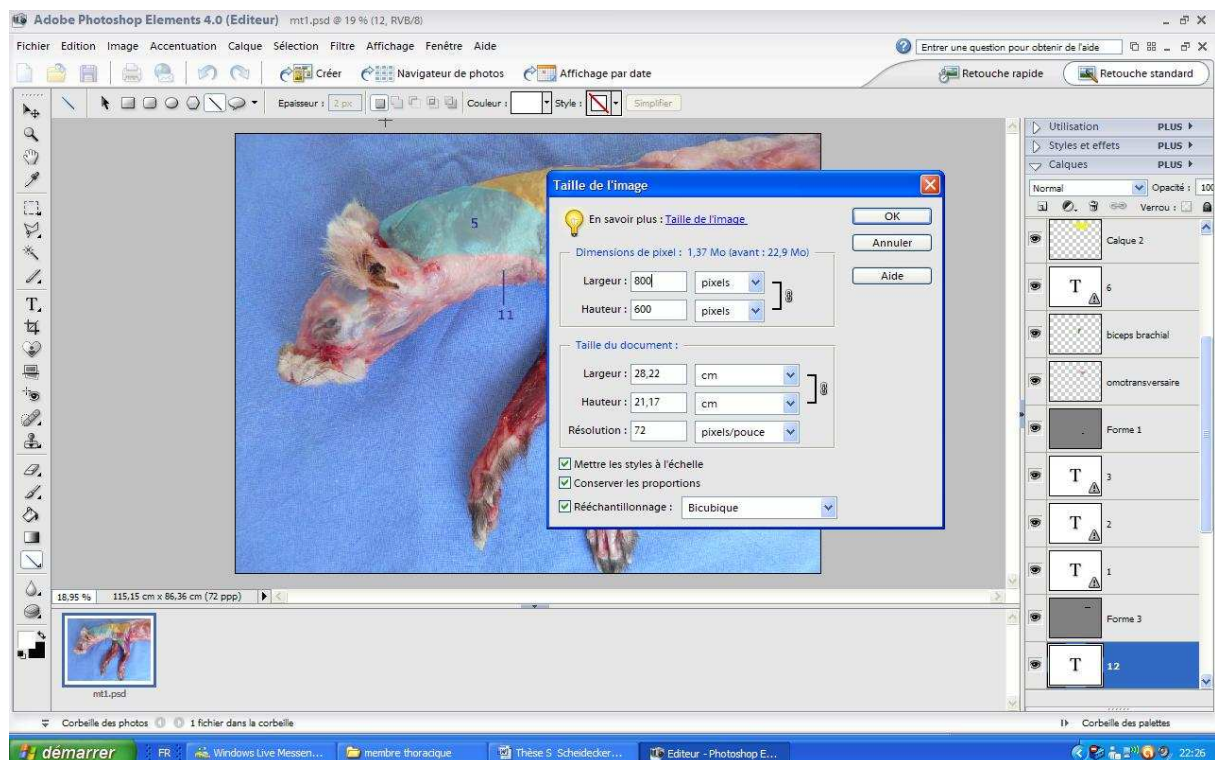 Adobe Photoshop Elements 4.0 (Editeur) mt1.psd @ 19 % (12, RVB/8)
Fichier Edition Image Accentuation Calque Sélection Filtre Affichage Fenêtre Aide
Entrer une question pour obtenir de l'aide
Créer Navigateur de photos Affichage par date
Retouche rapide Retouche standard
Epaisseur : 2 px Couleur : Style : Simplifier
Utilisation PLUS
Styles et effets PLUS
Calques PLUS
Normal Opacité : 100
Verrou :
Calque 2
T 6
biceps brachial
omotransversaire
Forme 1
T 3
T 2
T 1
Forme 3
T 12
5
11
Taille de l'image
En savoir plus : Taille de l'image
OK
Annuler
Aide
Dimensions de pixel : 1,37 Mo (avant : 22,9 Mo)
Largeur : 800 pixels
Hauteur : 600 pixels
Taille du document :
Largeur : 28,22 cm
Hauteur : 21,17 cm
Résolution : 72 pixels/pouce
Mettre les styles à l'échelle
Conserver les proportions
Rééchantillonnage : Bicubique
18,95 % 115,15 cm x 86,36 cm (72 ppp)
mt1.psd
Corbeille des photos 1 fichier dans la corbeille
Corbeille des palettes
démarrer FR Windows Live Messen... membre thoracique Thèse S Scheidecker... Editeur - Photoshop E... 22:26